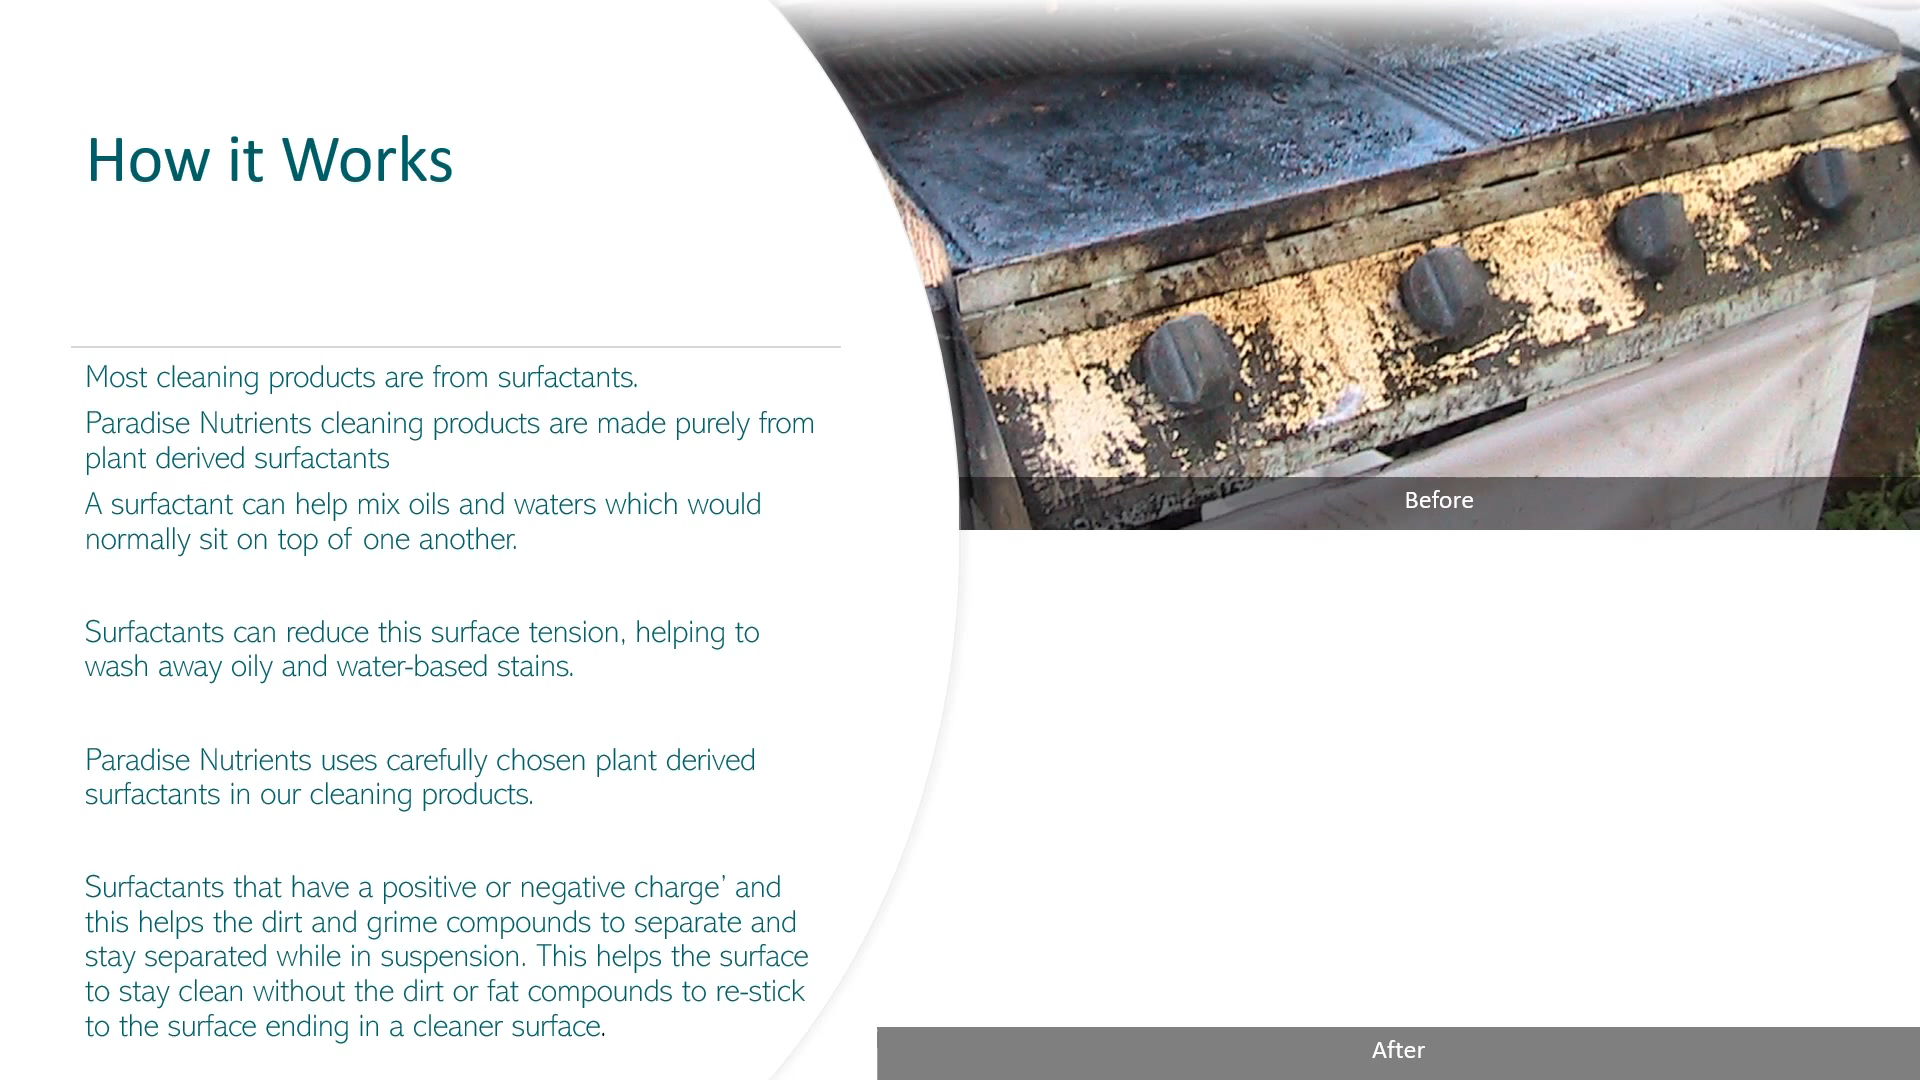 How it Works
Most cleaning products are from surfactants.
Paradise Nutrients cleaning products are made purely from
plant derived surfactants
A surfactant can help mix oils and waters which would
normally sit on top of one another.
Surfactants can reduce this surface tension, helping to
wash away oily and water-based stains.
Paradise Nutrients uses carefully chosen plant derived
surfactants in our cleaning products.
Surfactants that have a positive or negative charge’ and
this helps the dirt and grime compounds to separate and
stay separated while in suspension. This helps the surface
to stay clean without the dirt or fat compounds to re-stick
to the surface ending in a cleaner surface.
Before
After